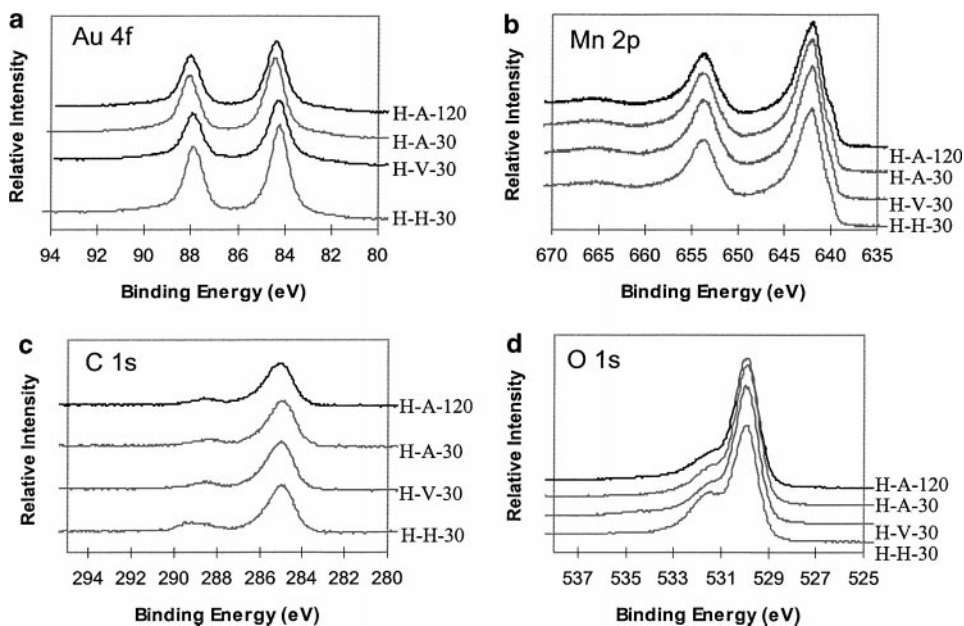 a
Au 4f
Relative Intensity
H-A-120
H-A-30
H-V-30
H-H-30
94 92 90 88 86 84 82 80
Binding Energy (eV)
b
Mn 2p
Relative Intensity
H-A-120
H-A-30
H-V-30
H-H-30
670 665 660 655 650 645 640 635
Binding Energy (eV)
c
C 1s
Relative Intensity
H-A-120
H-A-30
H-V-30
H-H-30
294 292 290 288 286 284 282 280
Binding Energy (eV)
d
O 1s
Relative Intensity
H-A-120
H-A-30
H-V-30
H-H-30
537 535 533 531 529 527 525
Binding Energy (eV)